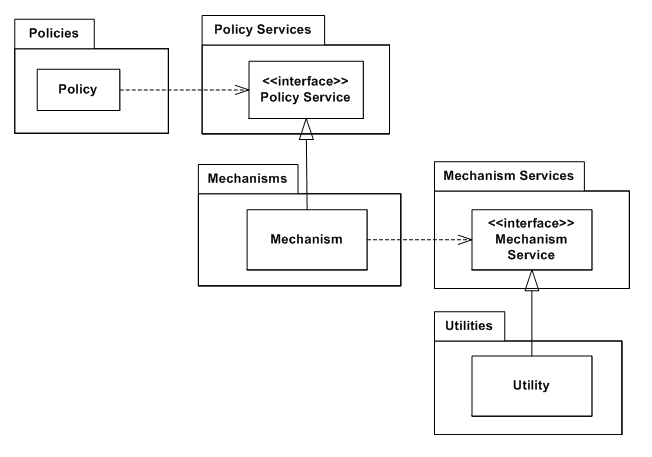 Policies
Policy
Policy Services
<<interface>>
Policy Service
Mechanisms
Mechanism
Mechanism Services
<<interface>>
Mechanism
Service
Utilities
Utility